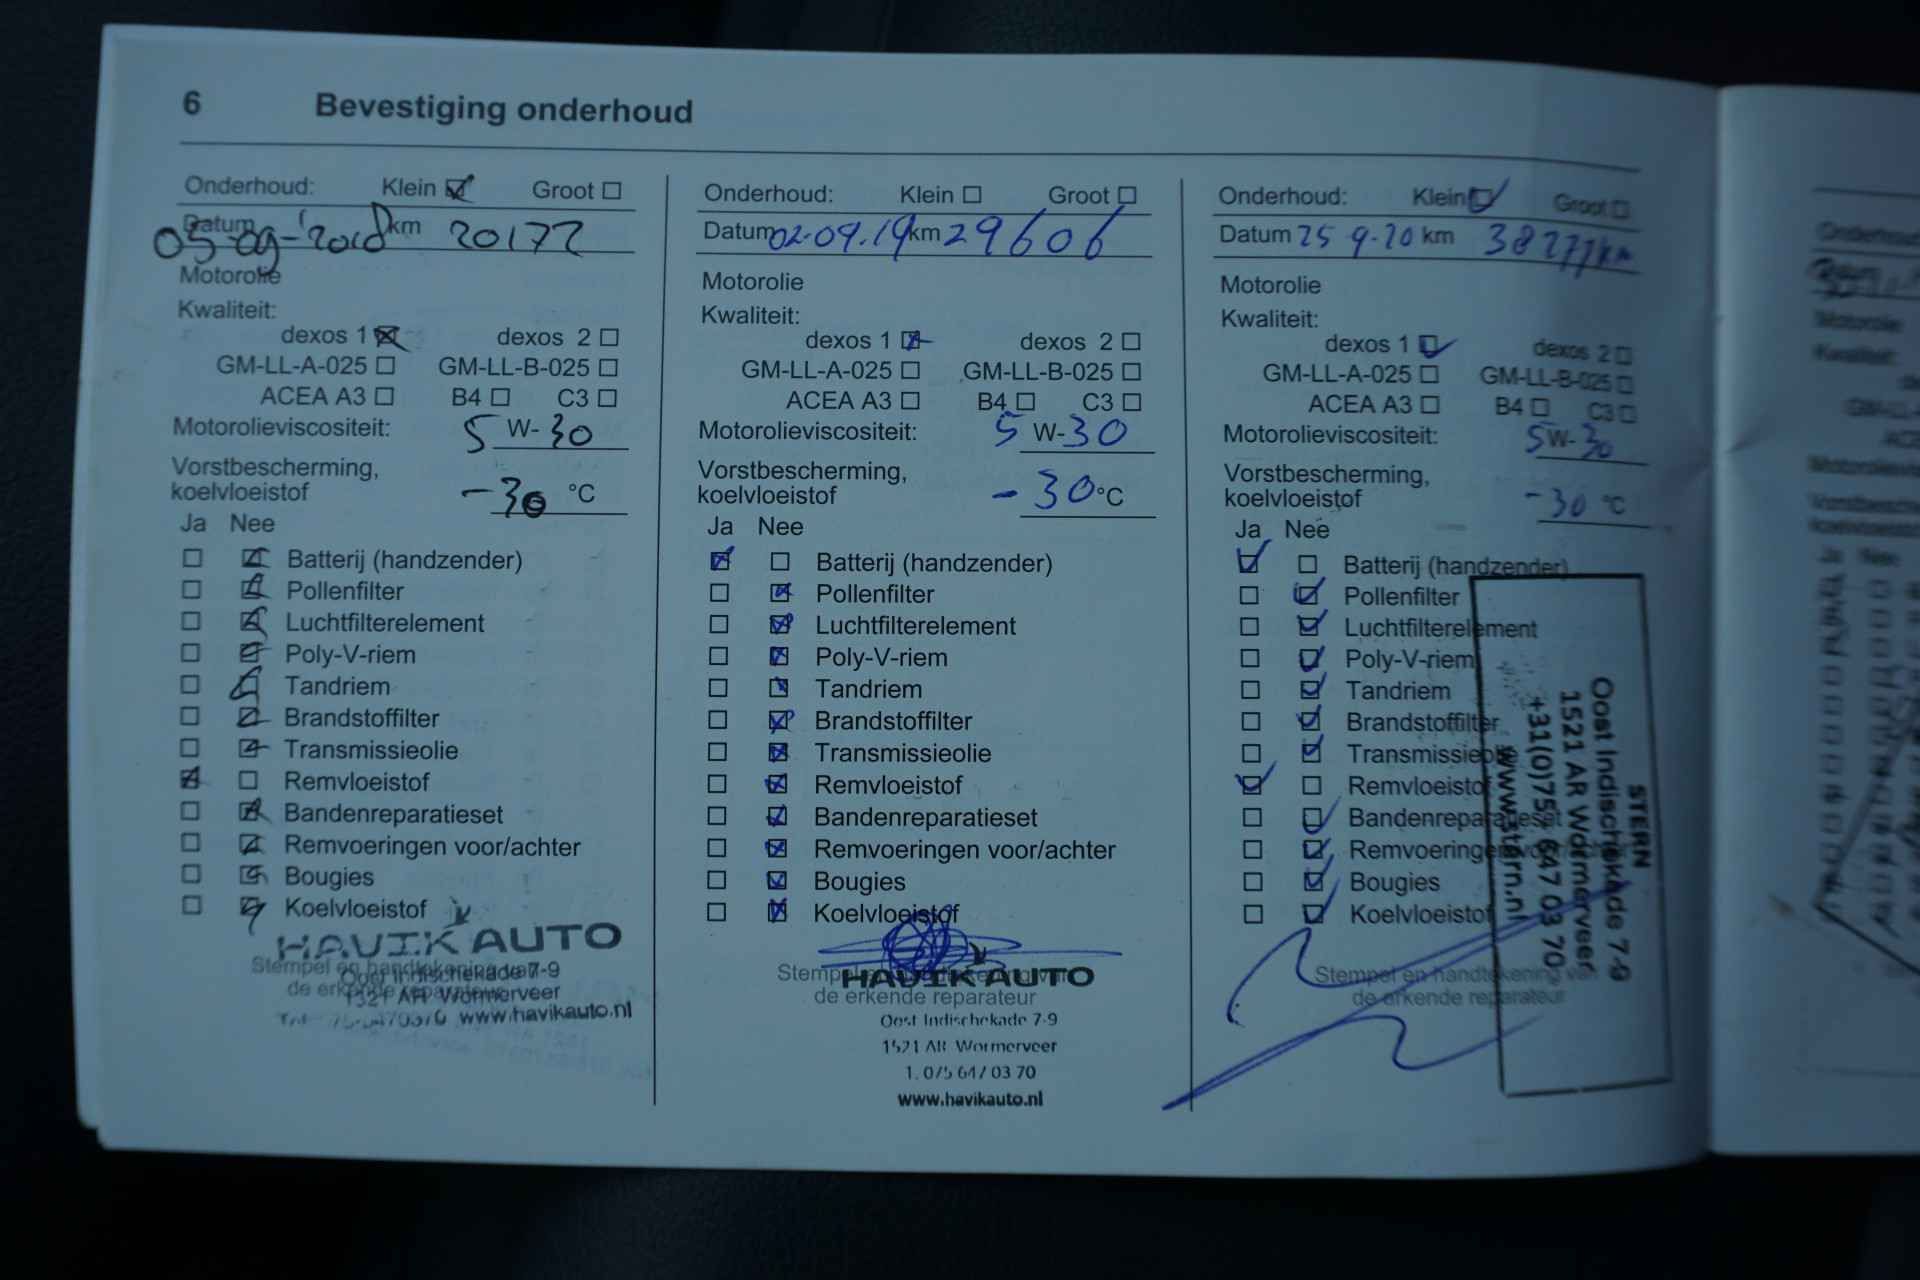 6 Bevestiging onderhoud
Onderhoud: Klein Groot
Datum 05-09-'2018 km 20172
Motorolie
Kwaliteit:
dexos 1 dexos 2
GM-LL-A-025 GM-LL-B-025
ACEA A3 B4 C3
Motorolieviscositeit: 5 W-30
Vorstbescherming,
koelvloeistof -30 °C
Ja Nee
Batterij (handzender)
Pollenfilter
Luchtfilterelement
Poly-V-riem
Tandriem
Brandstoffilter
Transmissieolie
Remvloeistof
Bandenreparatieset
Remvoeringen voor/achter
Bougies
Koelvloeistof
HAVIK AUTO
Stempel en handtekening van
Oost Indischekade 7-9
de erkende reparateur
1521 AR Wormerveer
www.havikauto.nl
Onderhoud: Klein Groot
Datum 02-09-19 km 29606
Motorolie
Kwaliteit:
dexos 1 dexos 2
GM-LL-A-025 GM-LL-B-025
ACEA A3 B4 C3
Motorolieviscositeit: 5 W-30
Vorstbescherming,
koelvloeistof -30 °C
Ja Nee
Batterij (handzender)
Pollenfilter
Luchtfilterelement
Poly-V-riem
Tandriem
Brandstoffilter
Transmissieolie
Remvloeistof
Bandenreparatieset
Remvoeringen voor/achter
Bougies
Koelvloeistof
Stempel en handtekening van
HAVIK AUTO
de erkende reparateur
Oost Indischekade 7-9
1521 AR Wormerveer
T. 075 647 03 70
www.havikauto.nl
Onderhoud: Klein Groot
Datum 25-9-20 km 38277km
Motorolie
Kwaliteit:
dexos 1 dexos 2
GM-LL-A-025 GM-LL-B-025
ACEA A3 B4 C3
Motorolieviscositeit: 5W-30
Vorstbescherming,
koelvloeistof -30 °C
Ja Nee
Batterij (handzender)
Pollenfilter
Luchtfilterelement
Poly-V-riem
Tandriem
Brandstoffilter
Transmissieolie
Remvloeistof
Bandenreparatieset
Remvoeringen voor/achter
Bougies
Koelvloeistof
Stempel en handtekening van
de erkende reparateur
STERN
Oost Indischekade 7-9
1521 AR Wormerveer
+31(0)75 647 03 70
www.stern.nl